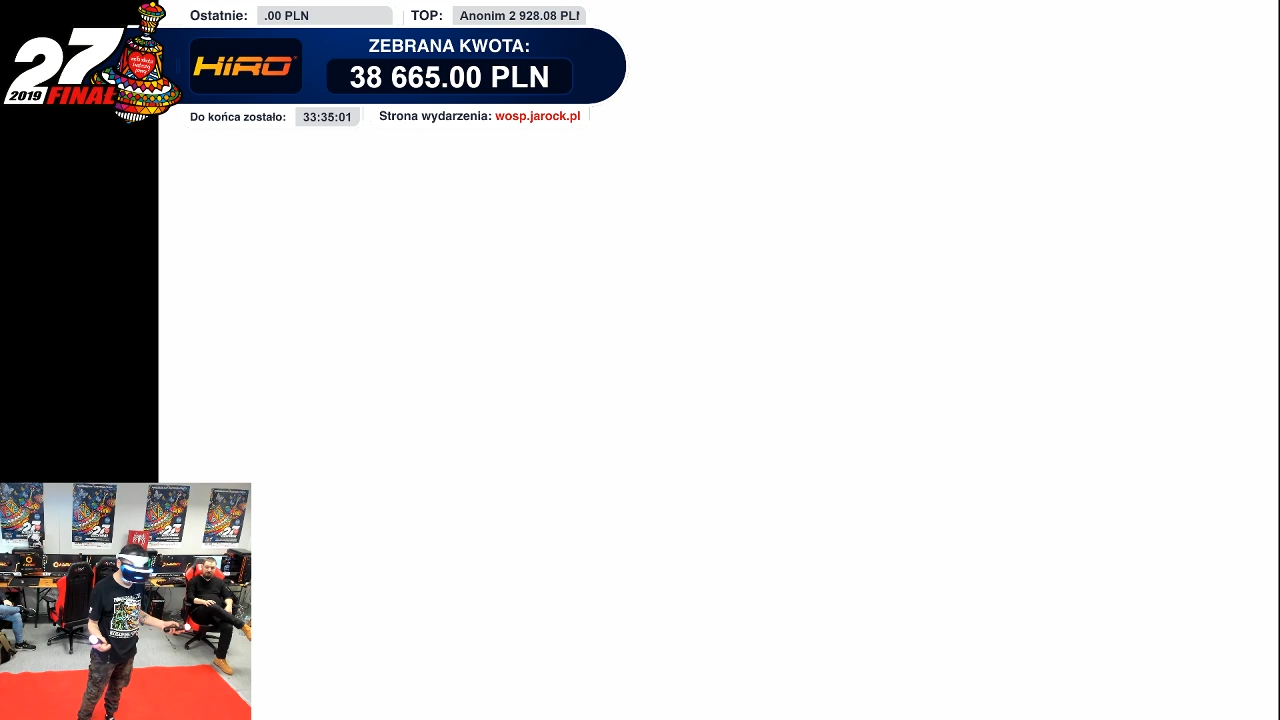 Ostatnie: .00 PLN TOP: Anonim 2 928.08 PLN
27
2019 FINAŁ
HIRO
ZEBRANA KWOTA:
38 665.00 PLN
Do końca zostało: 33:35:01 Strona wydarzenia: wosp.jarock.pl